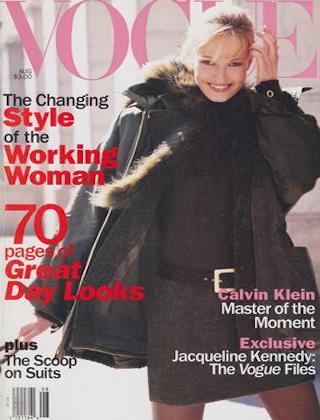 VOGUE
AUG
$3.00
The Changing
Style
of the
Working
Woman
70
pages of
Great
Day Looks
Calvin Klein
Master of the
Moment
Exclusive
Jacqueline Kennedy:
The Vogue Files
plus
The Scoop
on Suits
08